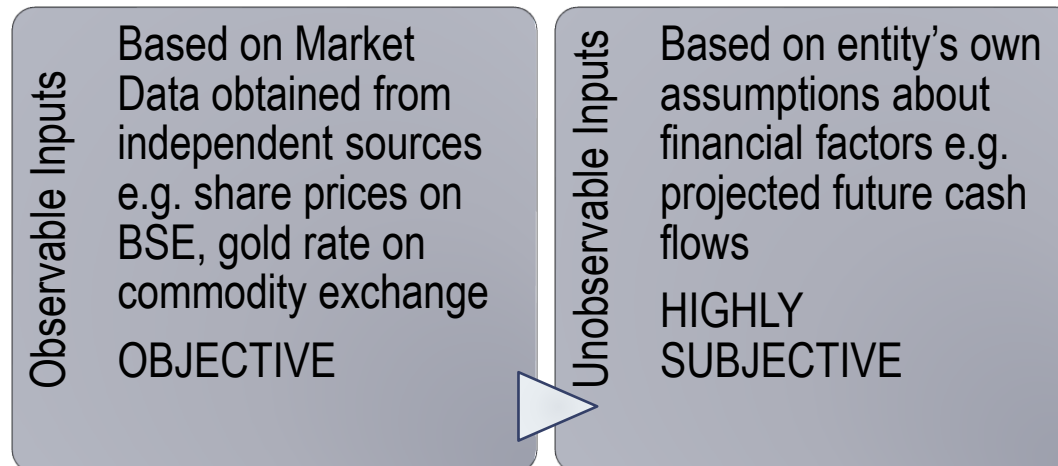 Observable Inputs
Based on Market
Data obtained from
independent sources
e.g. share prices on
BSE, gold rate on
commodity exchange
OBJECTIVE
Unobservable Inputs
Based on entity’s own
assumptions about
financial factors e.g.
projected future cash
flows
HIGHLY
SUBJECTIVE